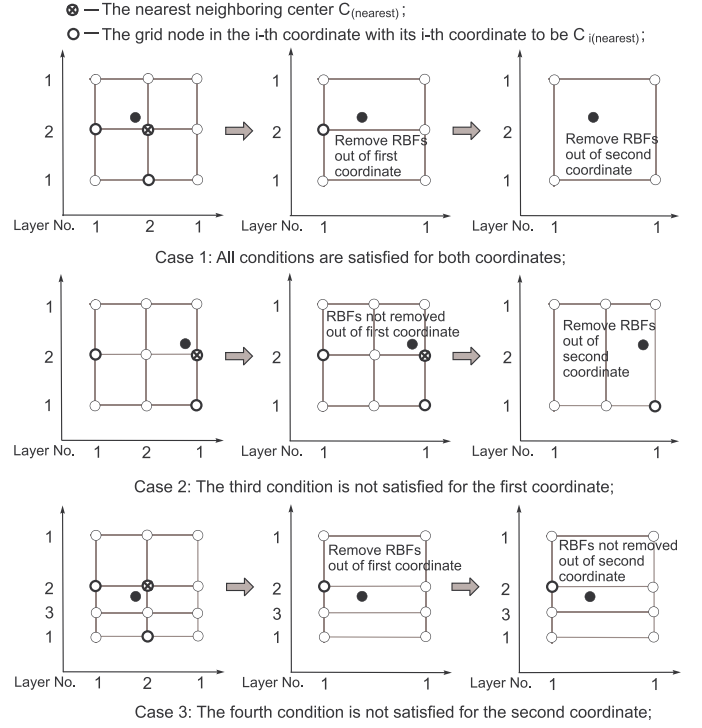 — The nearest neighboring center C(nearest) ;
— The grid node in the i-th coordinate with its i-th coordinate to be C i(nearest);
1
2
1
Layer No. 1 2 1
1
2
1
Remove RBFs
out of first
coordinate
Layer No. 1 1
1
2
1
Remove RBFs
out of second
coordinate
Layer No. 1 1
Case 1: All conditions are satisfied for both coordinates;
1
2
1
Layer No. 1 2 1
1
2
1
RBFs not removed
out of first coordinate
Layer No. 1 2 1
1
2
1
Remove RBFs
out of
second
coordinate
Layer No. 1 2 1
Case 2: The third condition is not satisfied for the first coordinate;
1
2
3
1
Layer No. 1 2 1
1
2
3
1
Remove RBFs
out of first coordinate
Layer No. 1 1
1
2
3
1
RBFs not removed
out of second
coordinate
Layer No. 1 1
Case 3: The fourth condition is not satisfied for the second coordinate;